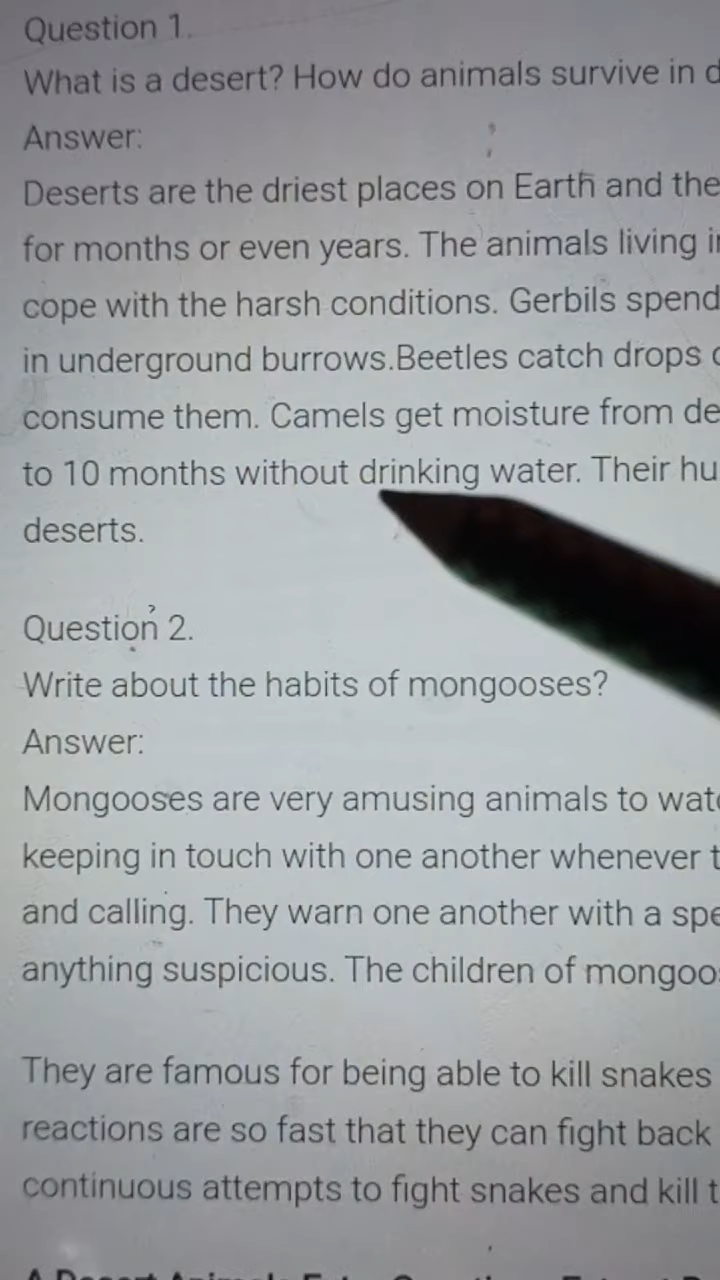 Question 1.
What is a desert? How do animals survive in
Answer:
Deserts are the driest places on Earth and the
for months or even years. The animals living
cope with the harsh conditions. Gerbils spend
in underground burrows.Beetles catch drops
consume them. Camels get moisture from de
to 10 months without drinking water. Their hu
deserts.
Question 2.
Write about the habits of mongooses?
Answer:
Mongooses are very amusing animals to watc
keeping in touch with one another whenever t
and calling. They warn one another with a spe
anything suspicious. The children of mongoo
They are famous for being able to kill snakes
reactions are so fast that they can fight back
continuous attempts to fight snakes and kill t
A Desert Animals Extra